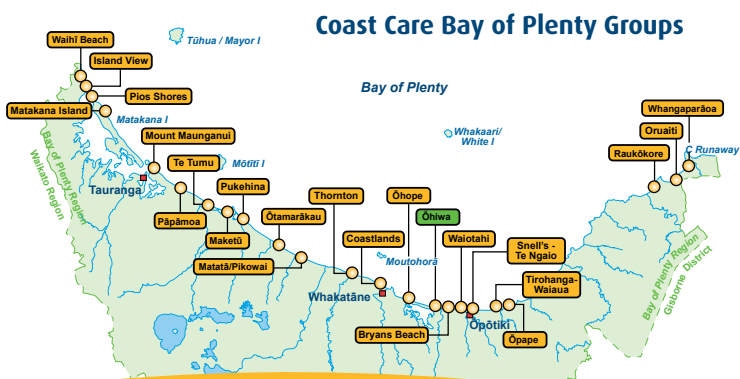 Coast Care Bay of Plenty Groups
Waihī Beach
Tūhua / Mayor I
Island View
Bay of Plenty
Pios Shores
Matakana Island
Matakana I
Whangaparāoa
Oruaiti
Whakaari/
White I
Mount Maunganui
C Runaway
Raukōkore
Bay of Plenty Region
Waikato Region
Te Tumu
Mōtītī I
Tauranga
Pukehina
Thornton
Ōhope
Pāpāmoa
Ōtamarākau
Ōhiwa
Maketū
Coastlands
Waiotahi
Snell's -
Te Ngaio
Matatā/Pikowai
Moutohorā
Tirohanga-
Waiaua
Whakatāne
Bay of Plenty Region
Gisborne District
Ōpōtiki
Bryans Beach
Ōpape